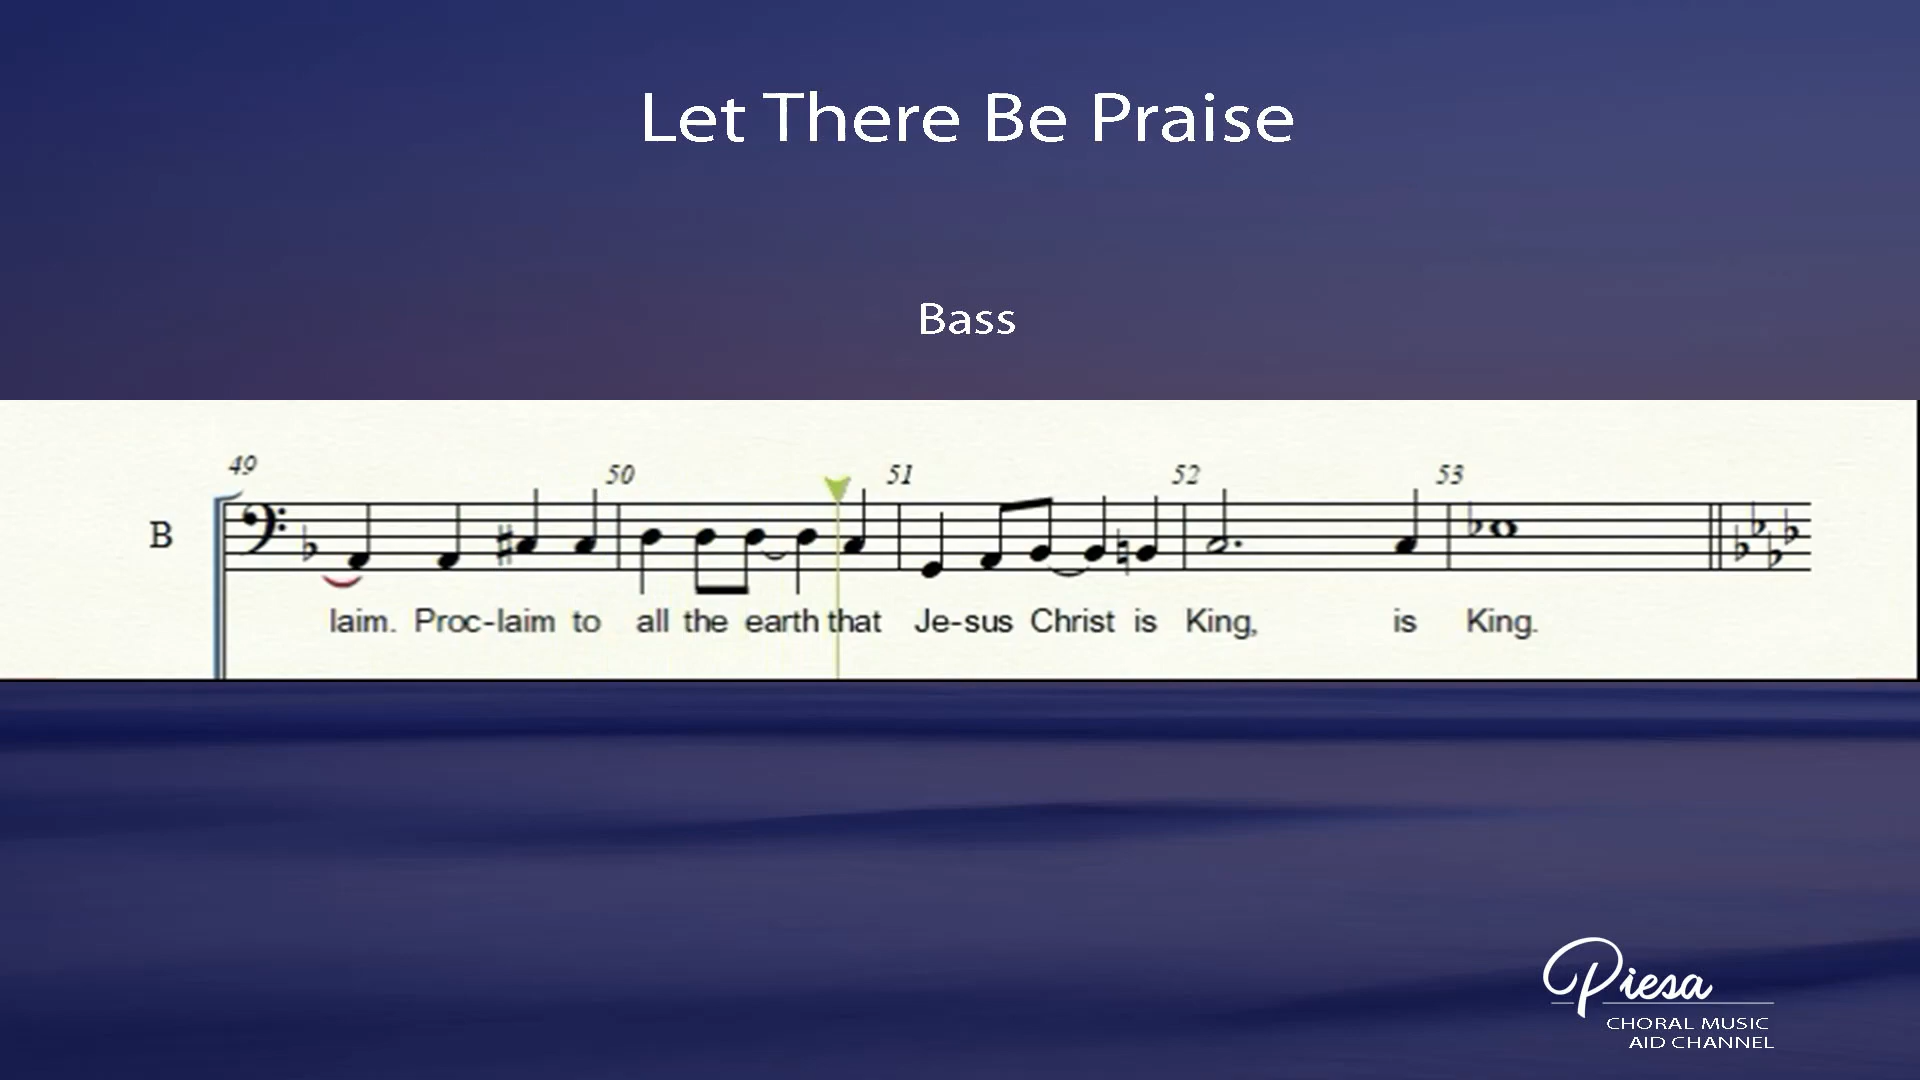 Let There Be Praise
Bass
49 50 51 52 53
B
laim. Proc-laim to all the earth that Je-sus Christ is King, is King.
Piesa
CHORAL MUSIC
AID CHANNEL